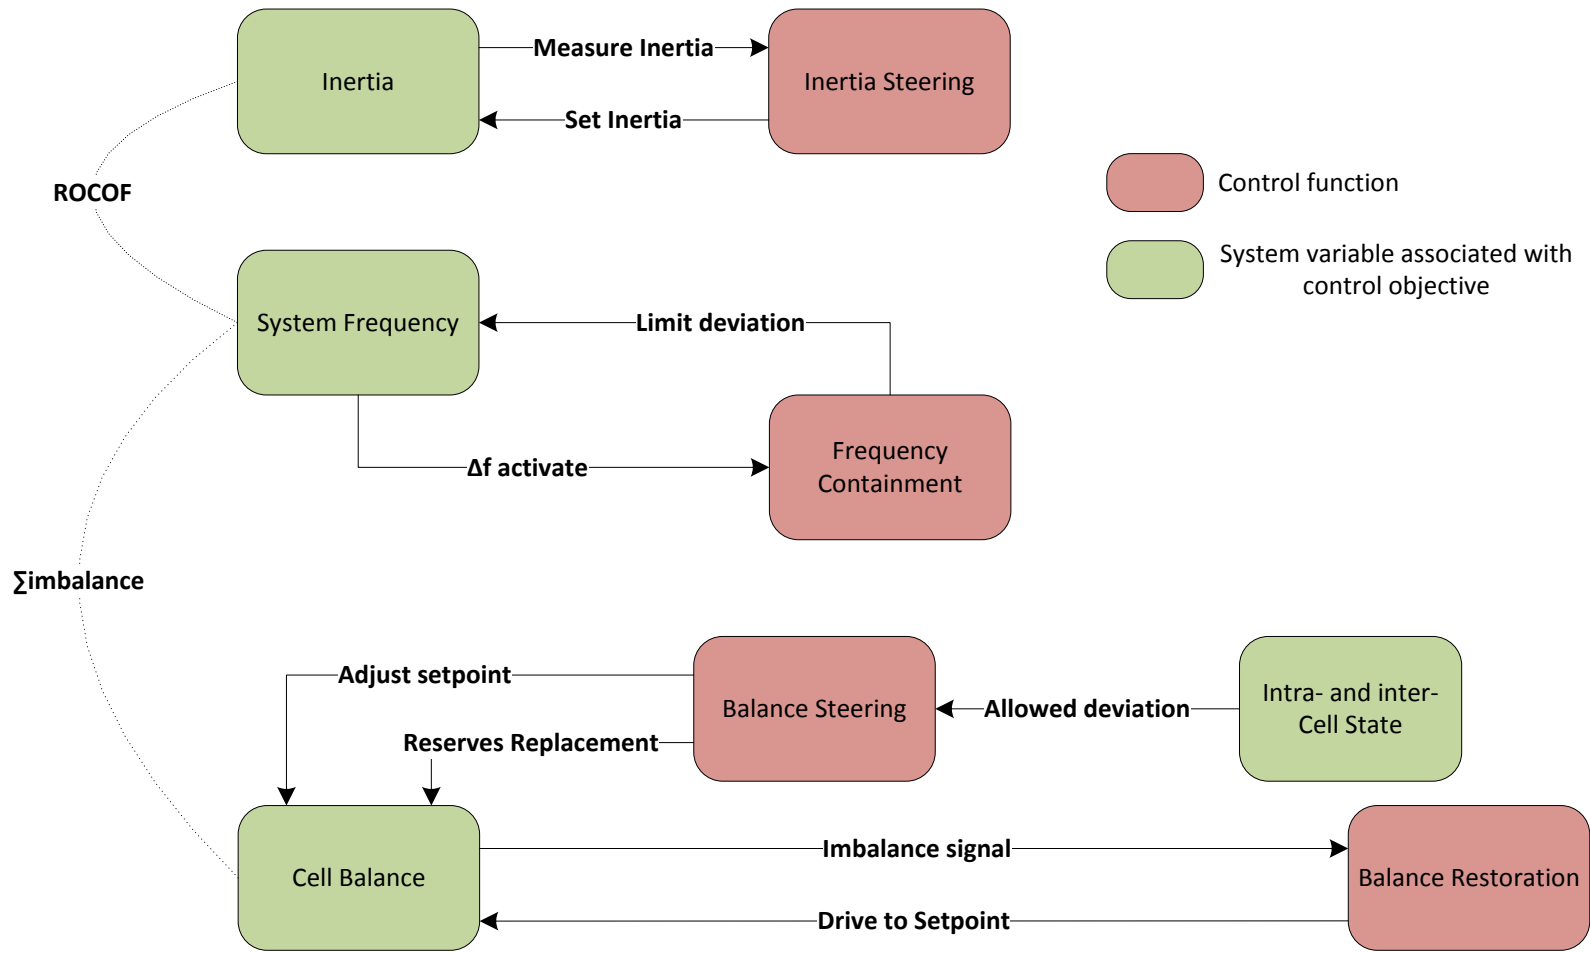 Inertia
Measure Inertia
Inertia Steering
Set Inertia
ROCOF
Control function
System variable associated with
control objective
System Frequency
Limit deviation
Δf activate
Frequency
Containment
∑imbalance
Adjust setpoint
Balance Steering
Allowed deviation
Intra- and inter-
Cell State
Reserves Replacement
Cell Balance
Imbalance signal
Balance Restoration
Drive to Setpoint